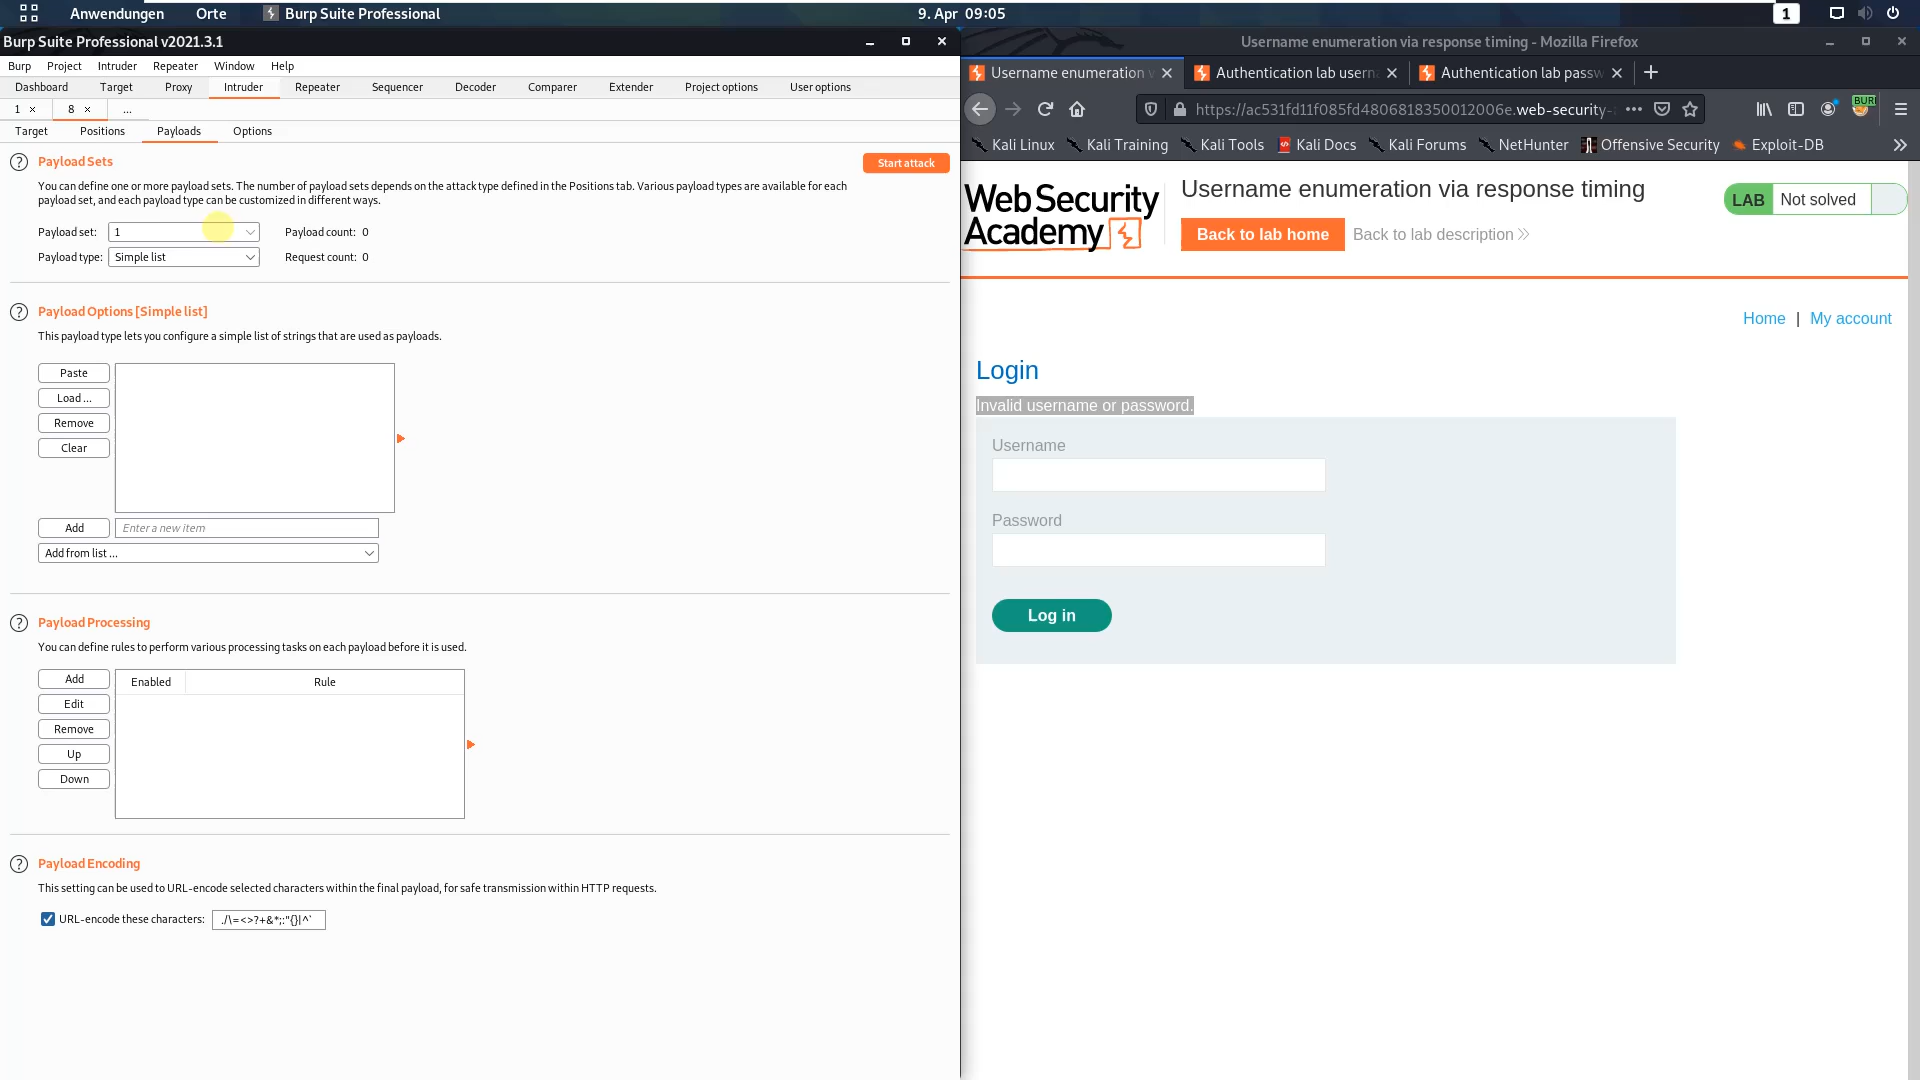 Anwendungen Orte Burp Suite Professional 9. Apr 09:05 1
Burp Suite Professional v2021.3.1
Burp Project Intruder Repeater Window Help
Dashboard Target Proxy Intruder Repeater Sequencer Decoder Comparer Extender Project options User options
1 × 8 × ...
Target Positions Payloads Options
? Payload Sets
Start attack
You can define one or more payload sets. The number of payload sets depends on the attack type defined in the Positions tab. Various payload types are available for each
payload set, and each payload type can be customized in different ways.
Payload set: 1 Payload count: 0
Payload type: Simple list Request count: 0
? Payload Options [Simple list]
This payload type lets you configure a simple list of strings that are used as payloads.
Paste
Load ...
Remove
Clear
Add Enter a new item
Add from list ...
? Payload Processing
You can define rules to perform various processing tasks on each payload before it is used.
Add Enabled Rule
Edit
Remove
Up
Down
? Payload Encoding
This setting can be used to URL-encode selected characters within the final payload, for safe transmission within HTTP requests.
URL-encode these characters: ./\=<>?+&*;:"{}|^`
Username enumeration via response timing - Mozilla Firefox
Username enumeration Authentication lab usern Authentication lab passw
https://ac531fd11f085fd4806818350012006e.web-security- BUR
Kali Linux Kali Training Kali Tools Kali Docs Kali Forums NetHunter Offensive Security Exploit-DB
Web Security
Academy
Username enumeration via response timing
LAB Not solved
Back to lab home Back to lab description
Home | My account
Login
Invalid username or password.
Username
Password
Log in